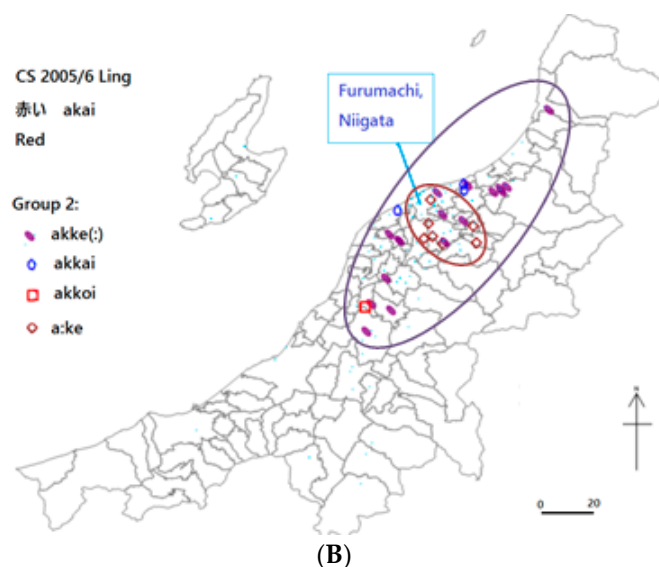 CS 2005/6 Ling
赤い akai
Red
Furumachi,
Niigata
Group 2:
akke(:)
akkai
akkoi
a:ke
N
0 20
(B)